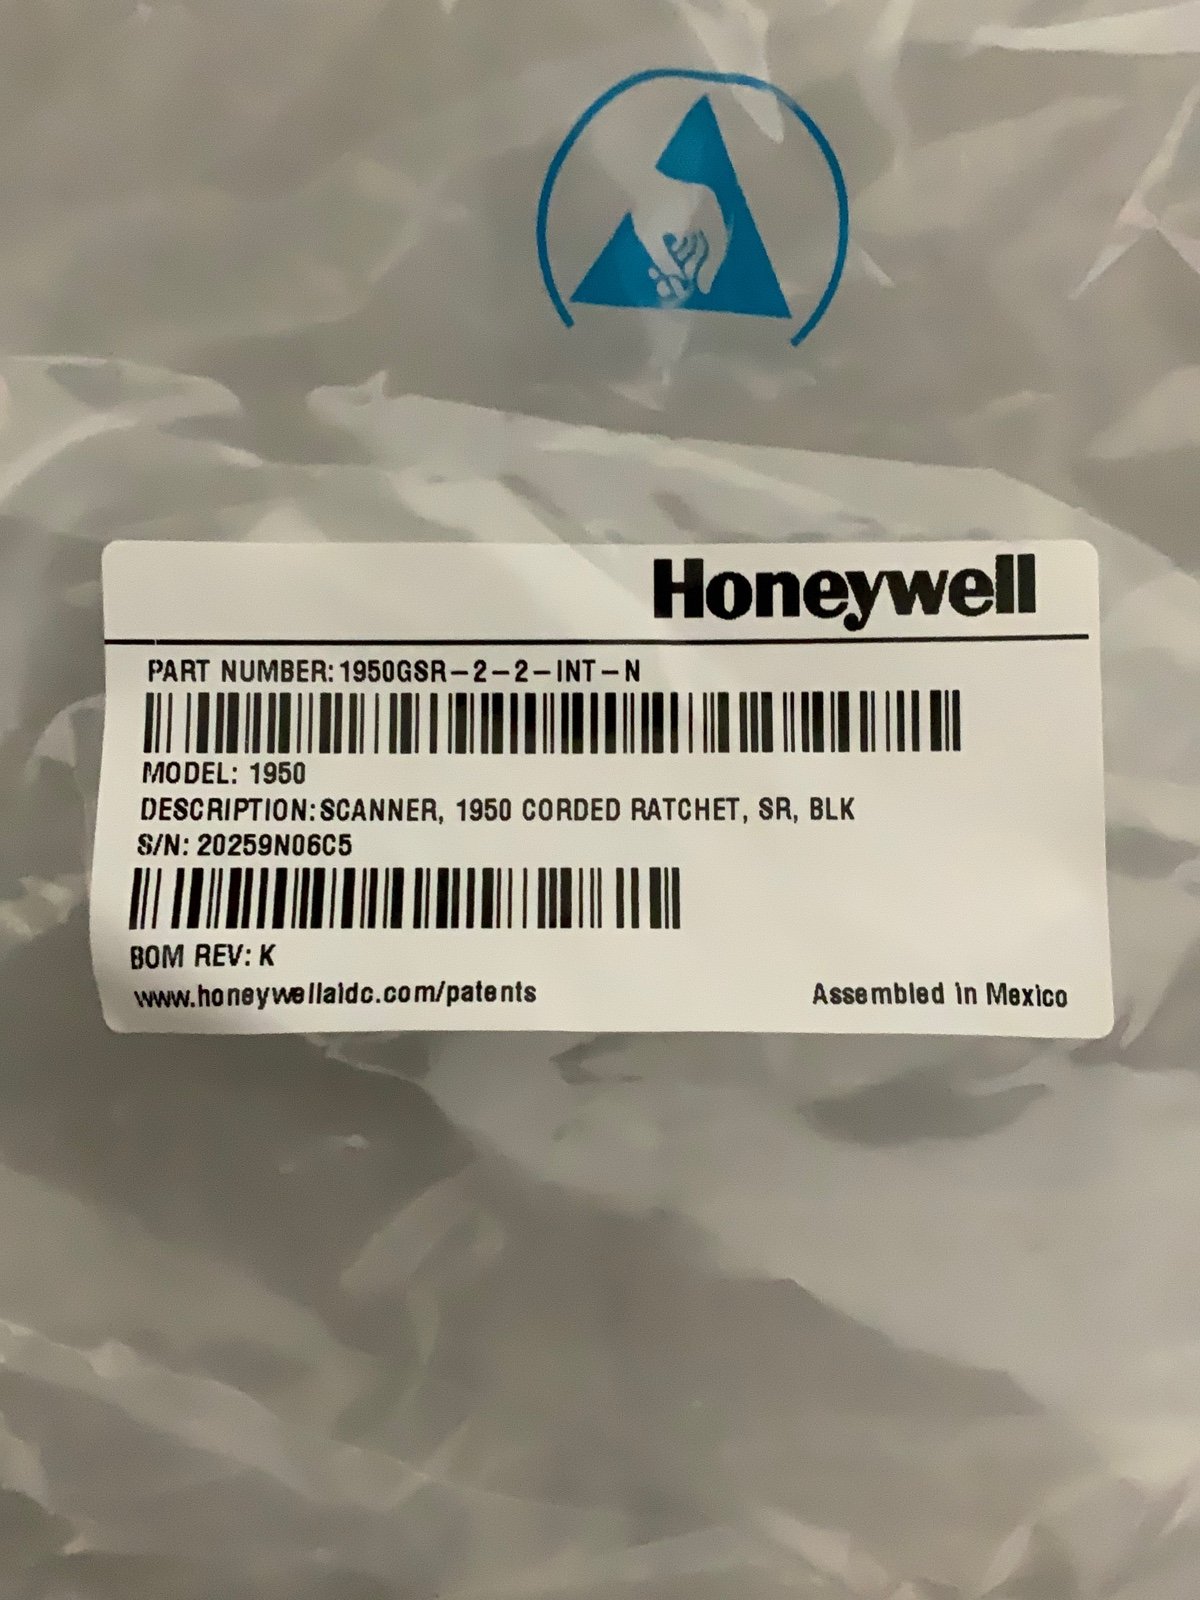 Honeywell
PART NUMBER: 1950GSR-2-2-INT-N
MODEL: 1950
DESCRIPTION: SCANNER, 1950 CORDED RATCHET, SR, BLK
S/N: 20259N06C5
BOM REV: K
www.honeywellaidc.com/patents
Assembled in Mexico